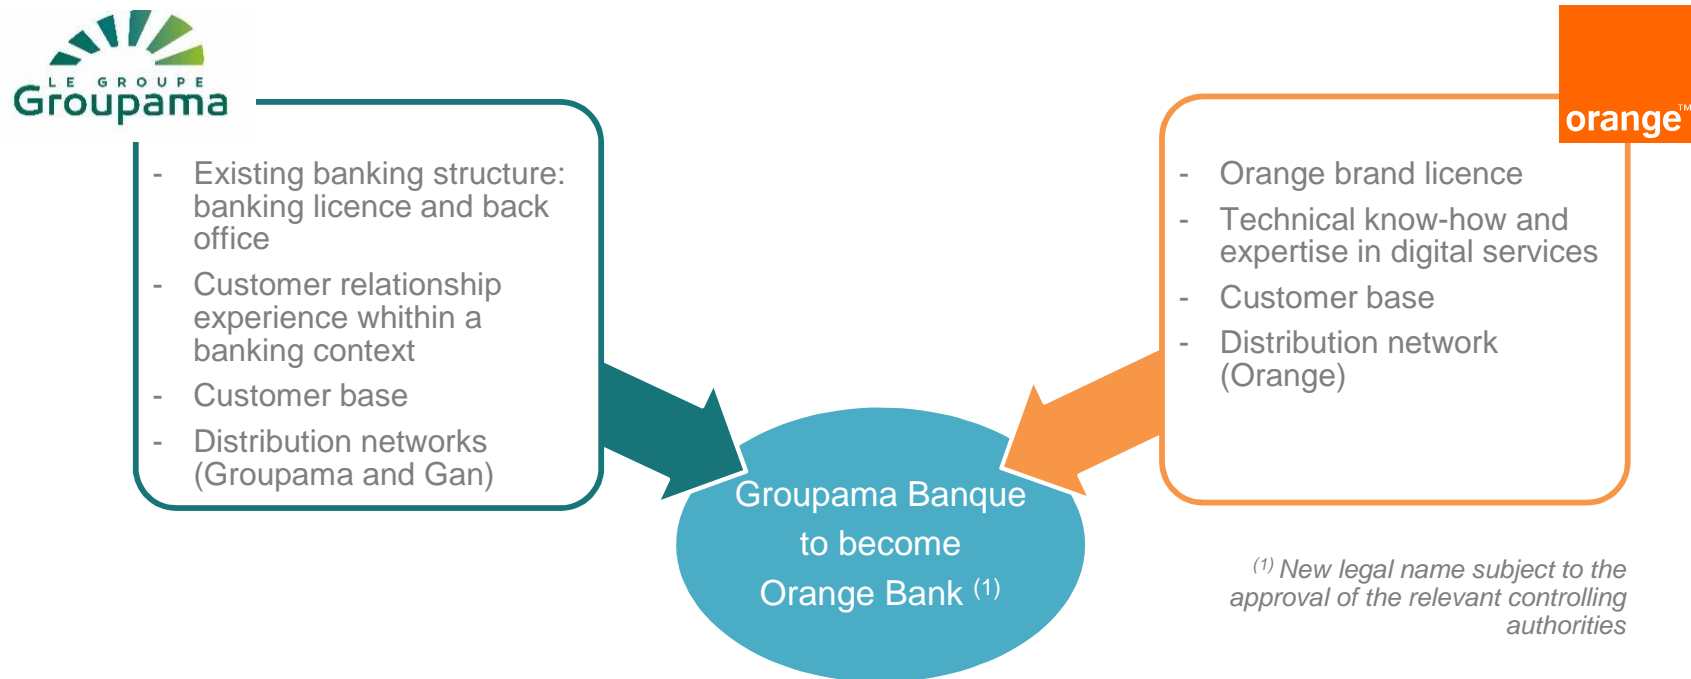 LE GROUPE
Groupama
- Existing banking structure:
banking licence and back
office
- Customer relationship
experience whithin a
banking context
- Customer base
- Distribution networks
(Groupama and Gan)
orange™
- Orange brand licence
- Technical know-how and
expertise in digital services
- Customer base
- Distribution network
(Orange)
Groupama Banque
to become
Orange Bank (1)
(1) New legal name subject to the
approval of the relevant controlling
authorities